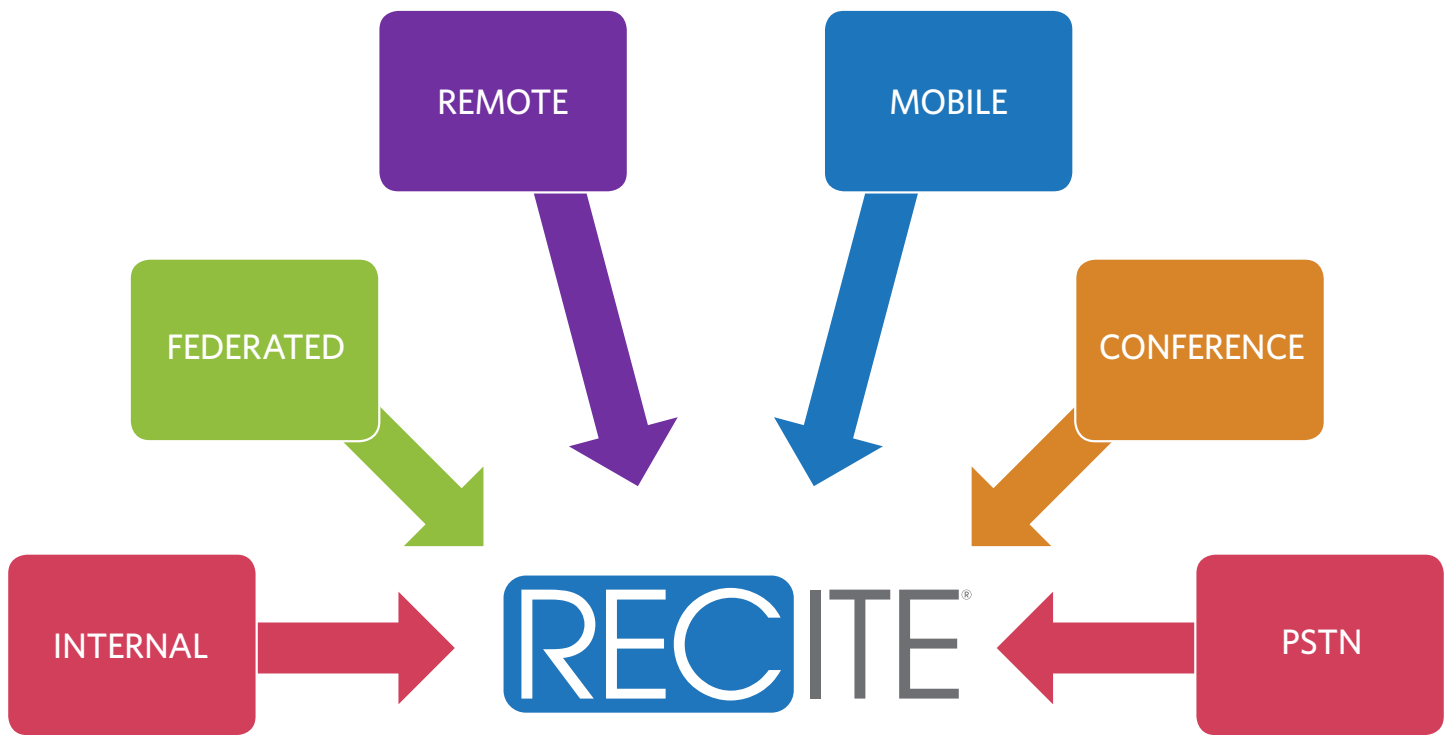 REMOTE
MOBILE
FEDERATED
CONFERENCE
INTERNAL
RECITE®
PSTN